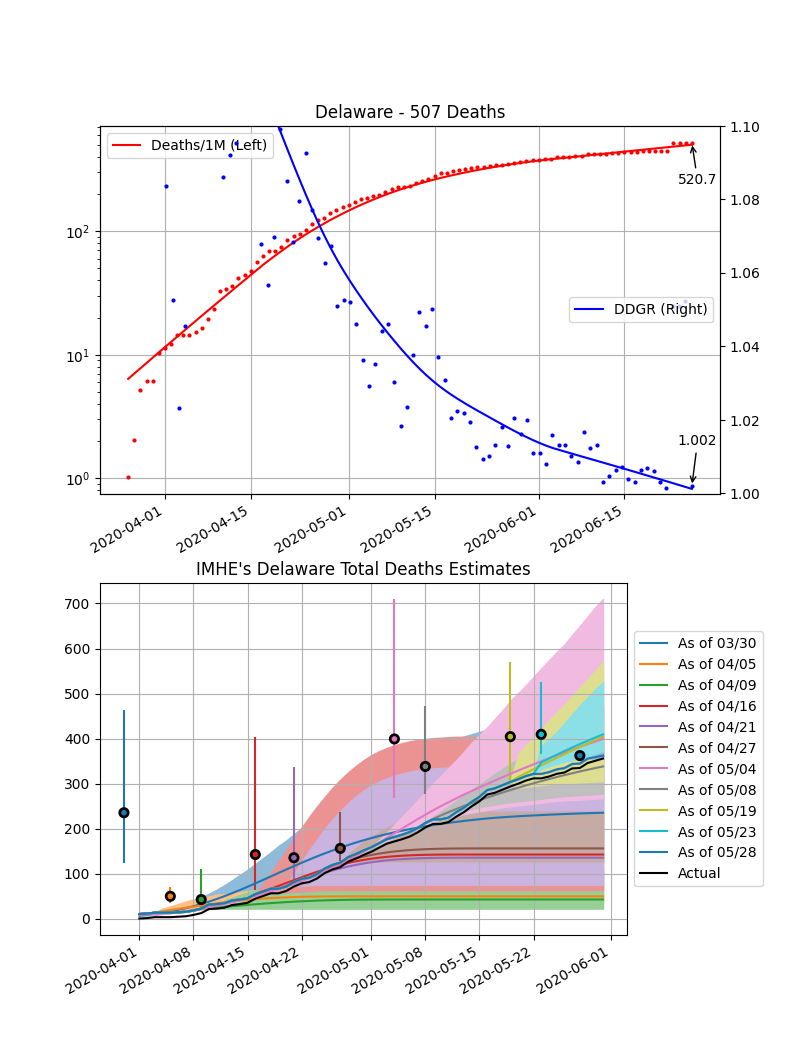 Delaware - 507 Deaths
Deaths/1M (Left)
DDGR (Right)
520.7
1.002
10²
10¹
10⁰
1.10
1.08
1.06
1.04
1.02
1.00
2020-04-01
2020-04-15
2020-05-01
2020-05-15
2020-06-01
2020-06-15
IMHE's Delaware Total Deaths Estimates
700
600
500
400
300
200
100
0
2020-04-01
2020-04-08
2020-04-15
2020-04-22
2020-05-01
2020-05-08
2020-05-15
2020-05-22
2020-06-01
As of 03/30
As of 04/05
As of 04/09
As of 04/16
As of 04/21
As of 04/27
As of 05/04
As of 05/08
As of 05/19
As of 05/23
As of 05/28
Actual